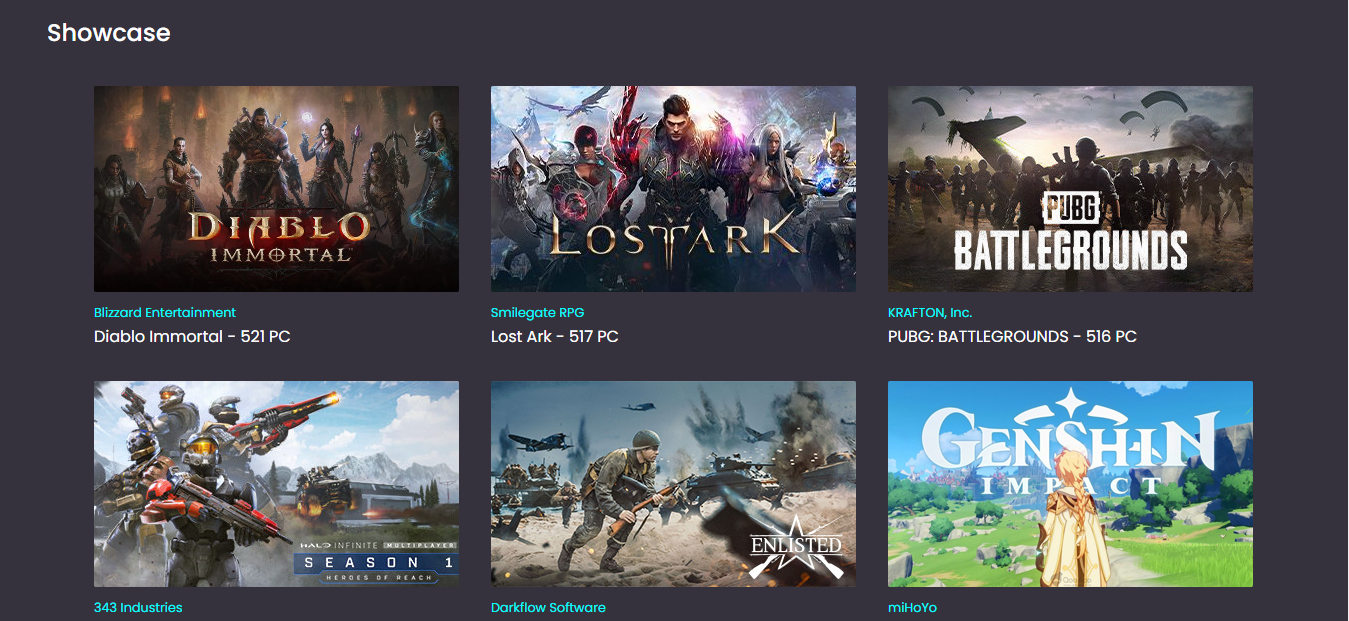 Showcase
DIABLO
IMMORTAL
LOST ARK
PUBG
BATTLEGROUNDS
Blizzard Entertainment
Smilegate RPG
KRAFTON, Inc.
Diablo Immortal - 521 PC
Lost Ark - 517 PC
PUBG: BATTLEGROUNDS - 516 PC
HALO INFINITE MULTIPLAYER
SEASON 1
HEROES OF REACH
ENLISTED
GENSHIN
IMPACT
343 Industries
Darkflow Software
miHoYo